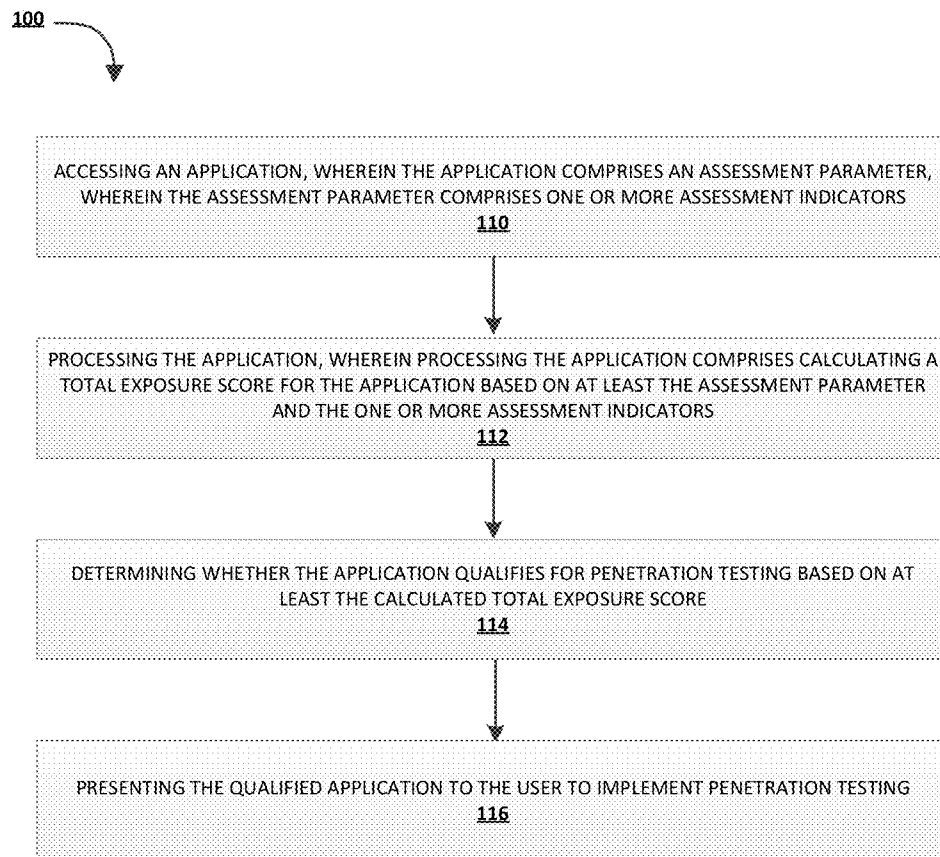 100
ACCESSING AN APPLICATION, WHEREIN THE APPLICATION COMPRISES AN ASSESSMENT PARAMETER,
WHEREIN THE ASSESSMENT PARAMETER COMPRISES ONE OR MORE ASSESSMENT INDICATORS
110
PROCESSING THE APPLICATION, WHEREIN PROCESSING THE APPLICATION COMPRISES CALCULATING A
TOTAL EXPOSURE SCORE FOR THE APPLICATION BASED ON AT LEAST THE ASSESSMENT PARAMETER
AND THE ONE OR MORE ASSESSMENT INDICATORS
112
DETERMINING WHETHER THE APPLICATION QUALIFIES FOR PENETRATION TESTING BASED ON AT
LEAST THE CALCULATED TOTAL EXPOSURE SCORE
114
PRESENTING THE QUALIFIED APPLICATION TO THE USER TO IMPLEMENT PENETRATION TESTING
116